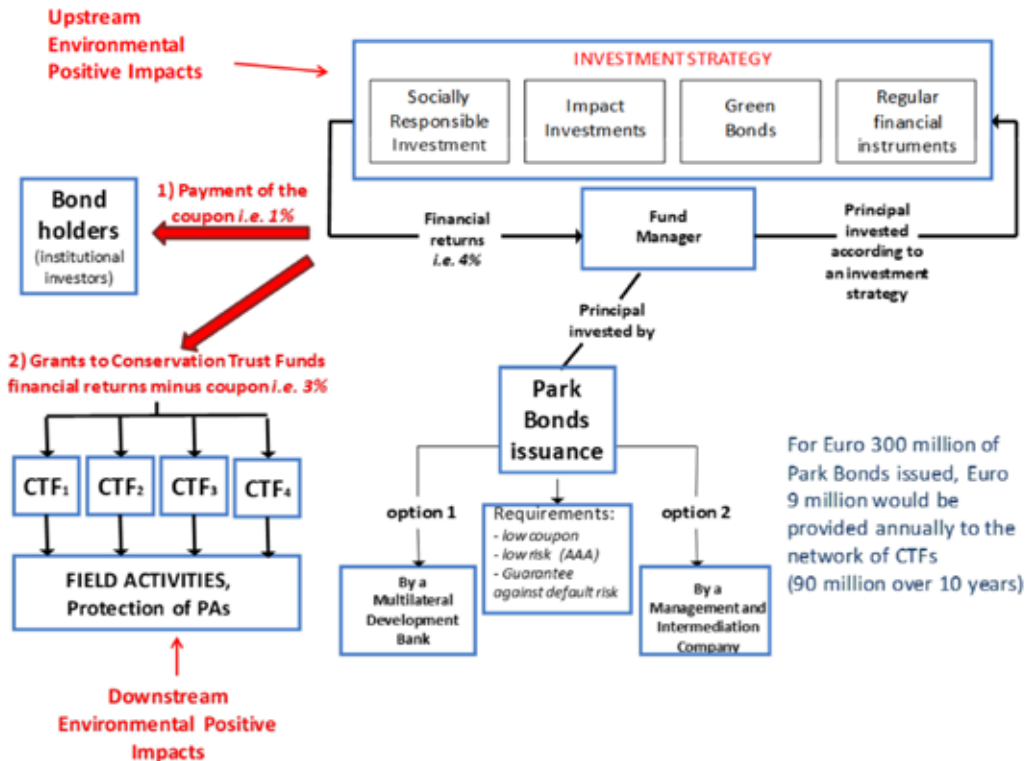 Upstream
Environmental
Positive Impacts
INVESTMENT STRATEGY
Socially
Responsible
Investment
Impact
Investments
Green
Bonds
Regular
financial
instruments
Bond
holders
(institutional
investors)
1) Payment of the
coupon i.e. 1%
Financial
returns
i.e. 4%
Fund
Manager
Principal
invested
according to
an investment
strategy
Principal
invested by
2) Grants to Conservation Trust Funds
financial returns minus coupon i.e. 3%
CTF₁
CTF₂
CTF₃
CTF₄
FIELD ACTIVITIES,
Protection of PAs
Downstream
Environmental Positive
Impacts
Park
Bonds
issuance
option 1
Requirements:
- low coupon
- low risk (AAA)
- Guarantee
against default risk
option 2
By a
Multilateral
Development
Bank
By a
Management and
Intermediation
Company
For Euro 300 million of
Park Bonds issued, Euro
9 million would be
provided annually to the
network of CTFs
(90 million over 10 years)